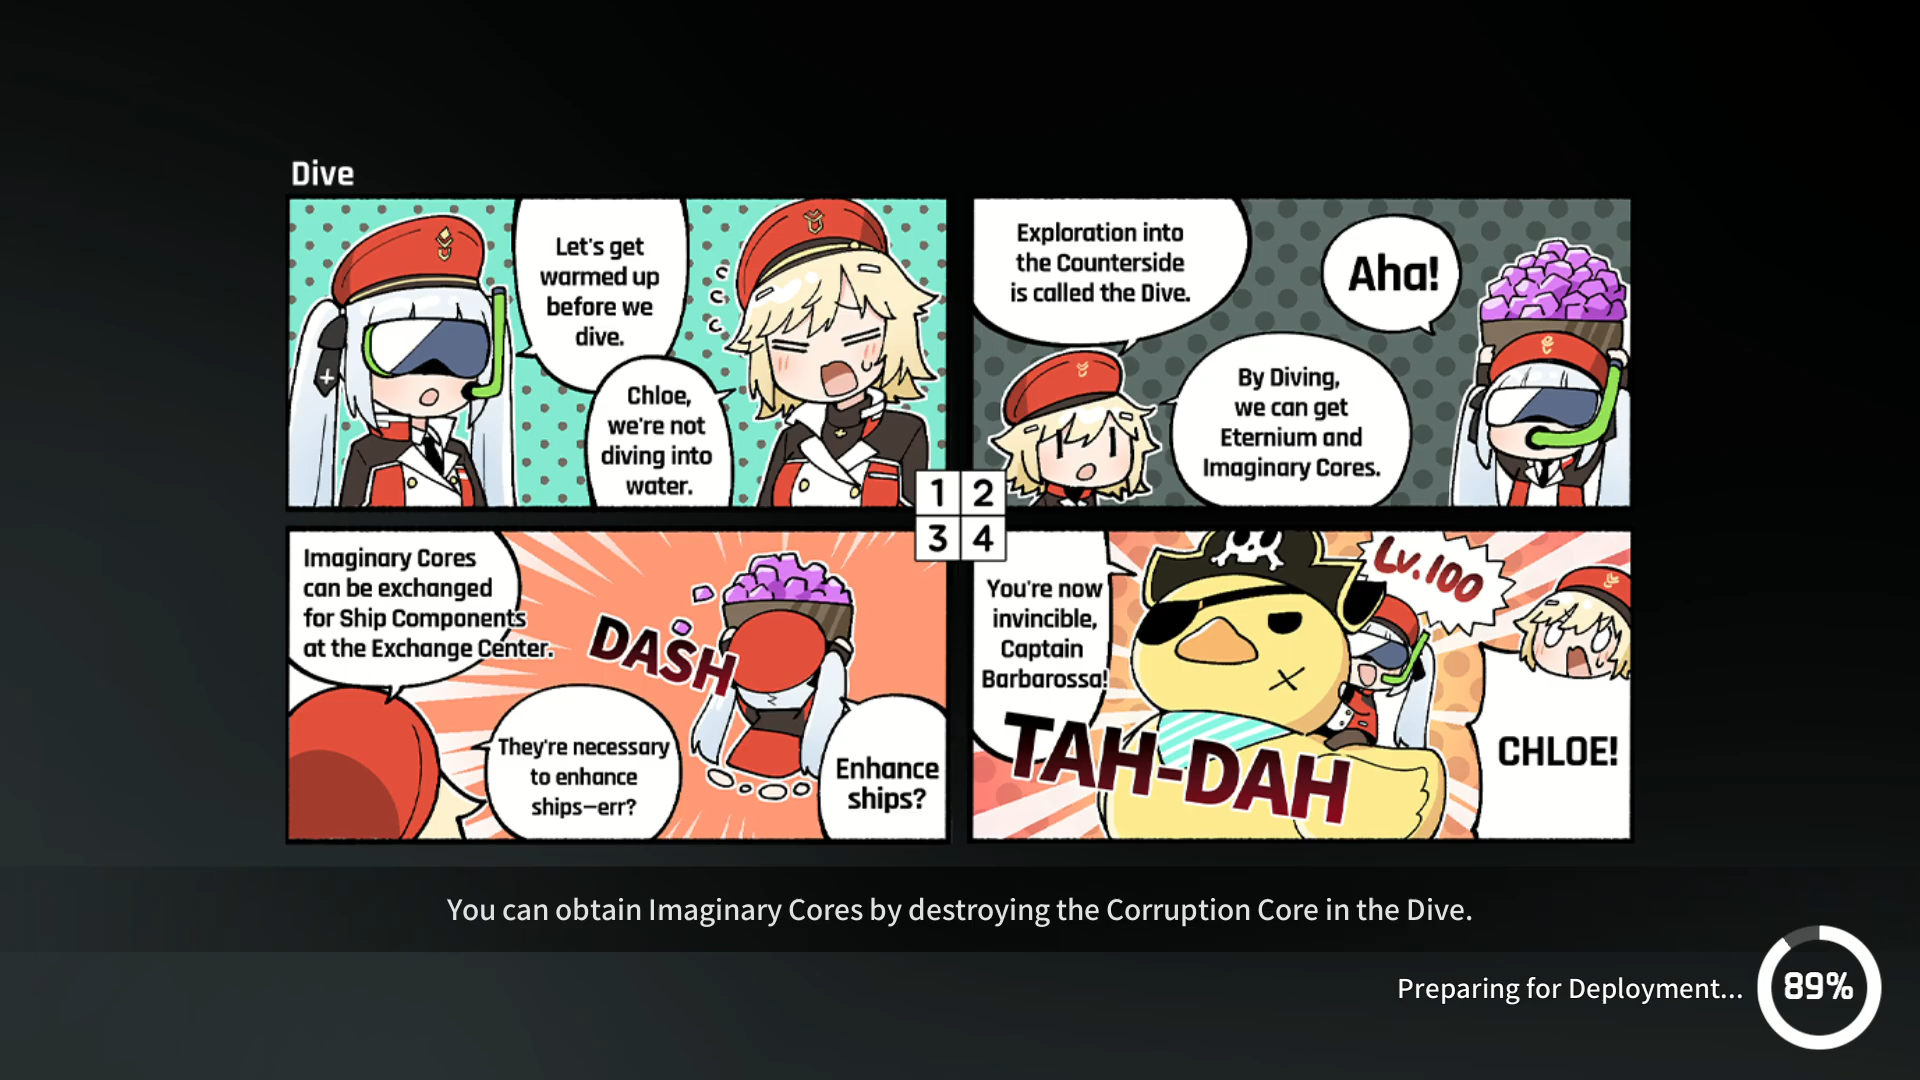 Dive
Let's get
warmed up
before we
dive.
Chloe,
we're not
diving into
water.
Exploration into
the Counterside
is called the Dive.
Aha!
By Diving,
we can get
Eternium and
Imaginary Cores.
1 2
3 4
Imaginary Cores
can be exchanged
for Ship Components
at the Exchange Center.
DASH
They're necessary
to enhance
ships—err?
Enhance
ships?
You're now
invincible,
Captain
Barbarossa!
Lv.100
TAH-DAH
CHLOE!
You can obtain Imaginary Cores by destroying the Corruption Core in the Dive.
Preparing for Deployment...
89%